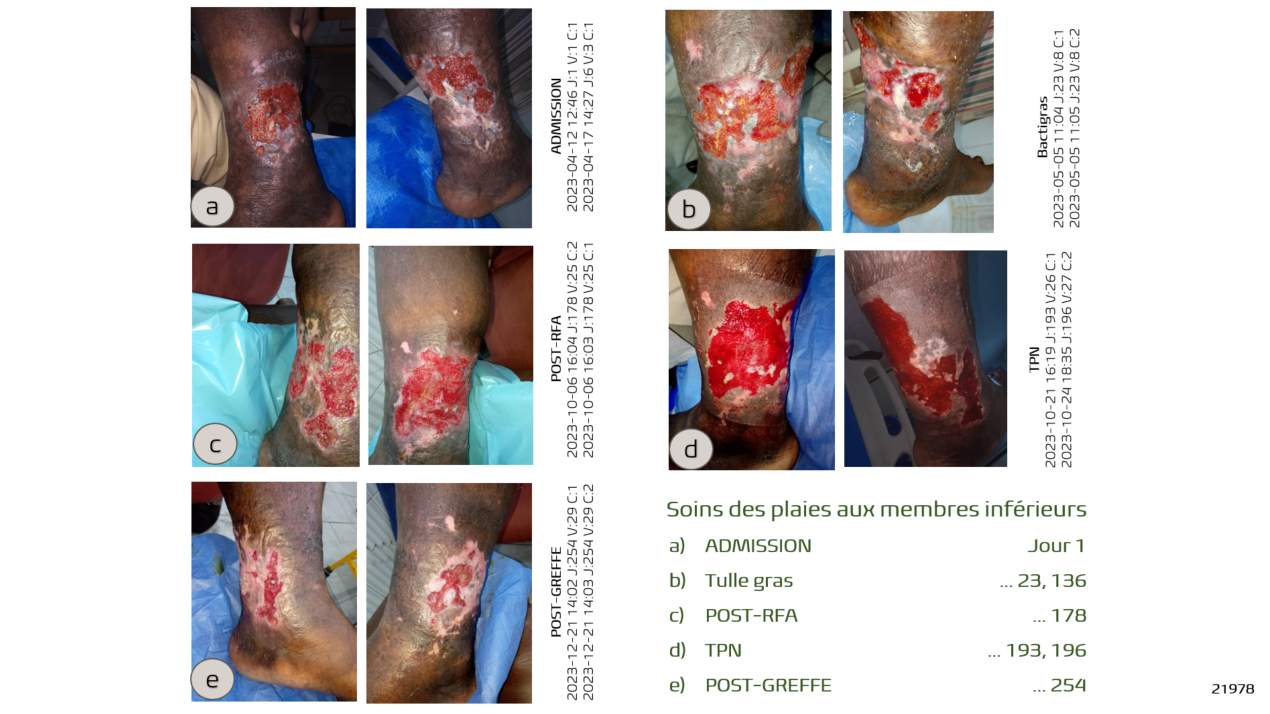 a
ADMISSION
2023-04-12 12:46 J:1 V:1 C:1
2023-04-17 14:27 J:6 V:3 C:1
b
Bactigras
2023-05-05 11:04 J:23 V:8 C:1
2023-05-05 11:05 J:23 V:8 C:2
c
POST-RFA
2023-10-06 16:04 J:178 V:25 C:2
2023-10-06 16:03 J:178 V:25 C:1
d
TPN
2023-10-21 16:19 J:193 V:26 C:1
2023-10-24 18:35 J:196 V:27 C:2
e
POST-GREFFE
2023-12-21 14:02 J:254 V:29 C:1
2023-12-21 14:03 J:254 V:29 C:2
Soins des plaies aux membres inférieurs
a) ADMISSION Jour 1
b) Tulle gras ... 23, 136
c) POST-RFA ... 178
d) TPN ... 193, 196
e) POST-GREFFE ... 254
21978